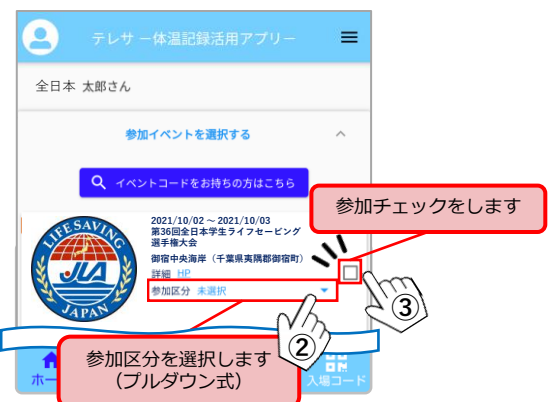 テレサ ー体温記録活用アプリー
全日本 太郎さん
参加イベントを選択する
イベントコードをお持ちの方はこちら
参加チェックをします
2021/10/02 ~ 2021/10/03
第36回全日本学生ライフセービング
選手権大会
御宿中央海岸（千葉県夷隅郡御宿町）
詳細 HP
参加区分 未選択
LIFESAVING
JLA
JAPAN
③
②
参加区分を選択します
（プルダウン式）
ホー
入場コード